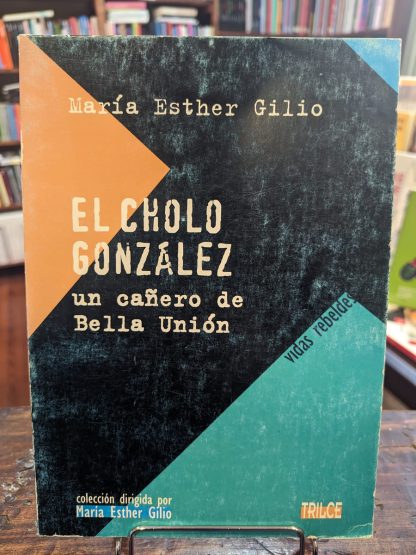 María Esther Gilio
EL CHOLO
GONZÁLEZ
un cañero de
Bella Unión
vidas rebeldes
colección dirigida por
María Esther Gilio
TRILCE